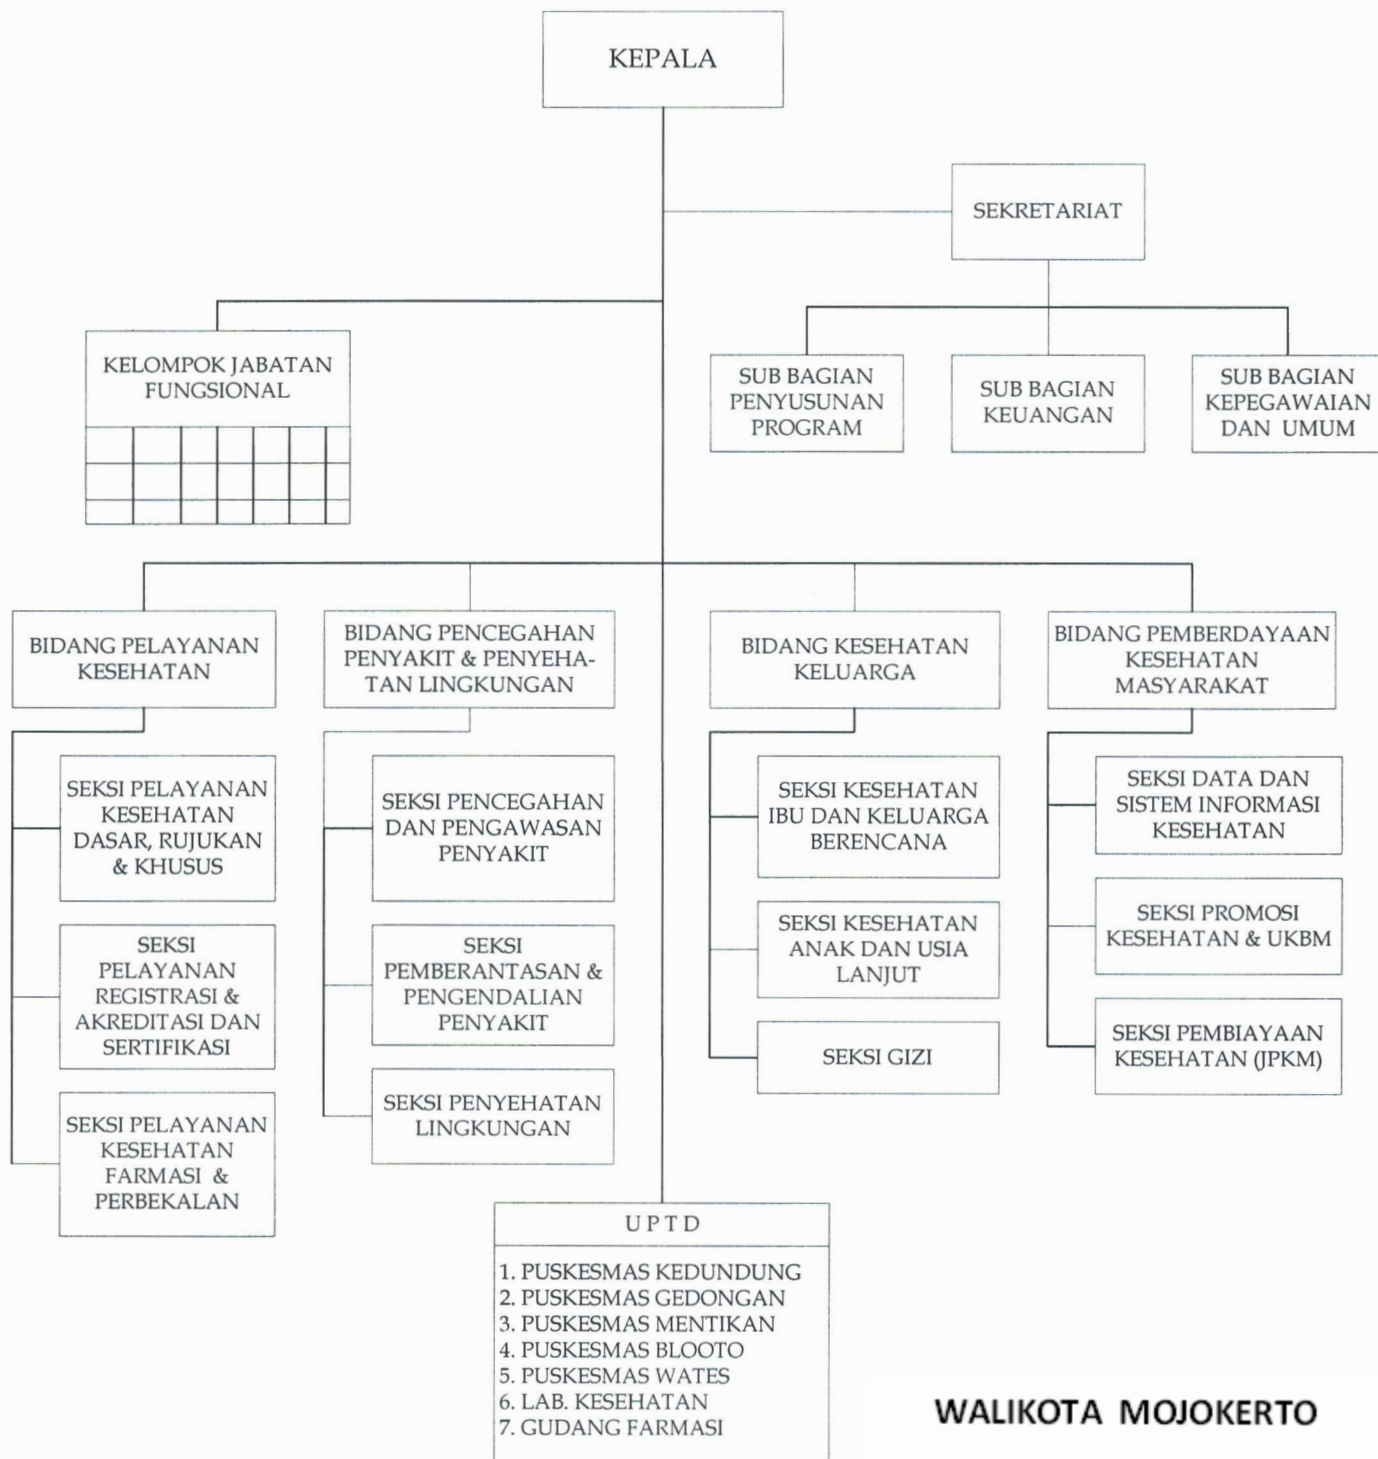 KEPALA
SEKRETARIAT
KELOMPOK JABATAN
FUNGSIONAL
SUB BAGIAN
PENYUSUNAN
PROGRAM
SUB BAGIAN
KEUANGAN
SUB BAGIAN
KEPEGAWAIAN
DAN UMUM
BIDANG PELAYANAN
KESEHATAN
BIDANG PENCEGAHAN
PENYAKIT & PENYEHA-
TAN LINGKUNGAN
BIDANG KESEHATAN
KELUARGA
BIDANG PEMBERDAYAAN
KESEHATAN
MASYARAKAT
SEKSI PELAYANAN
KESEHATAN
DASAR, RUJUKAN
& KHUSUS
SEKSI
PELAYANAN
REGISTRASI &
AKREDITASI DAN
SERTIFIKASI
SEKSI PELAYANAN
KESEHATAN
FARMASI &
PERBEKALAN
SEKSI PENCEGAHAN
DAN PENGAWASAN
PENYAKIT
SEKSI
PEMBERANTASAN &
PENGENDALIAN
PENYAKIT
SEKSI PENYEHATAN
LINGKUNGAN
SEKSI KESEHATAN
IBU DAN KELUARGA
BERENCANA
SEKSI KESEHATAN
ANAK DAN USIA
LANJUT
SEKSI GIZI
SEKSI DATA DAN
SISTEM INFORMASI
KESEHATAN
SEKSI PROMOSI
KESEHATAN & UKBM
SEKSI PEMBIAYAAN
KESEHATAN (JPKM)
U P T D
1. PUSKESMAS KEDUNDUNG
2. PUSKESMAS GEDONGAN
3. PUSKESMAS MENTIKAN
4. PUSKESMAS BLOOTO
5. PUSKESMAS WATES
6. LAB. KESEHATAN
7. GUDANG FARMASI
WALIKOTA MOJOKERTO